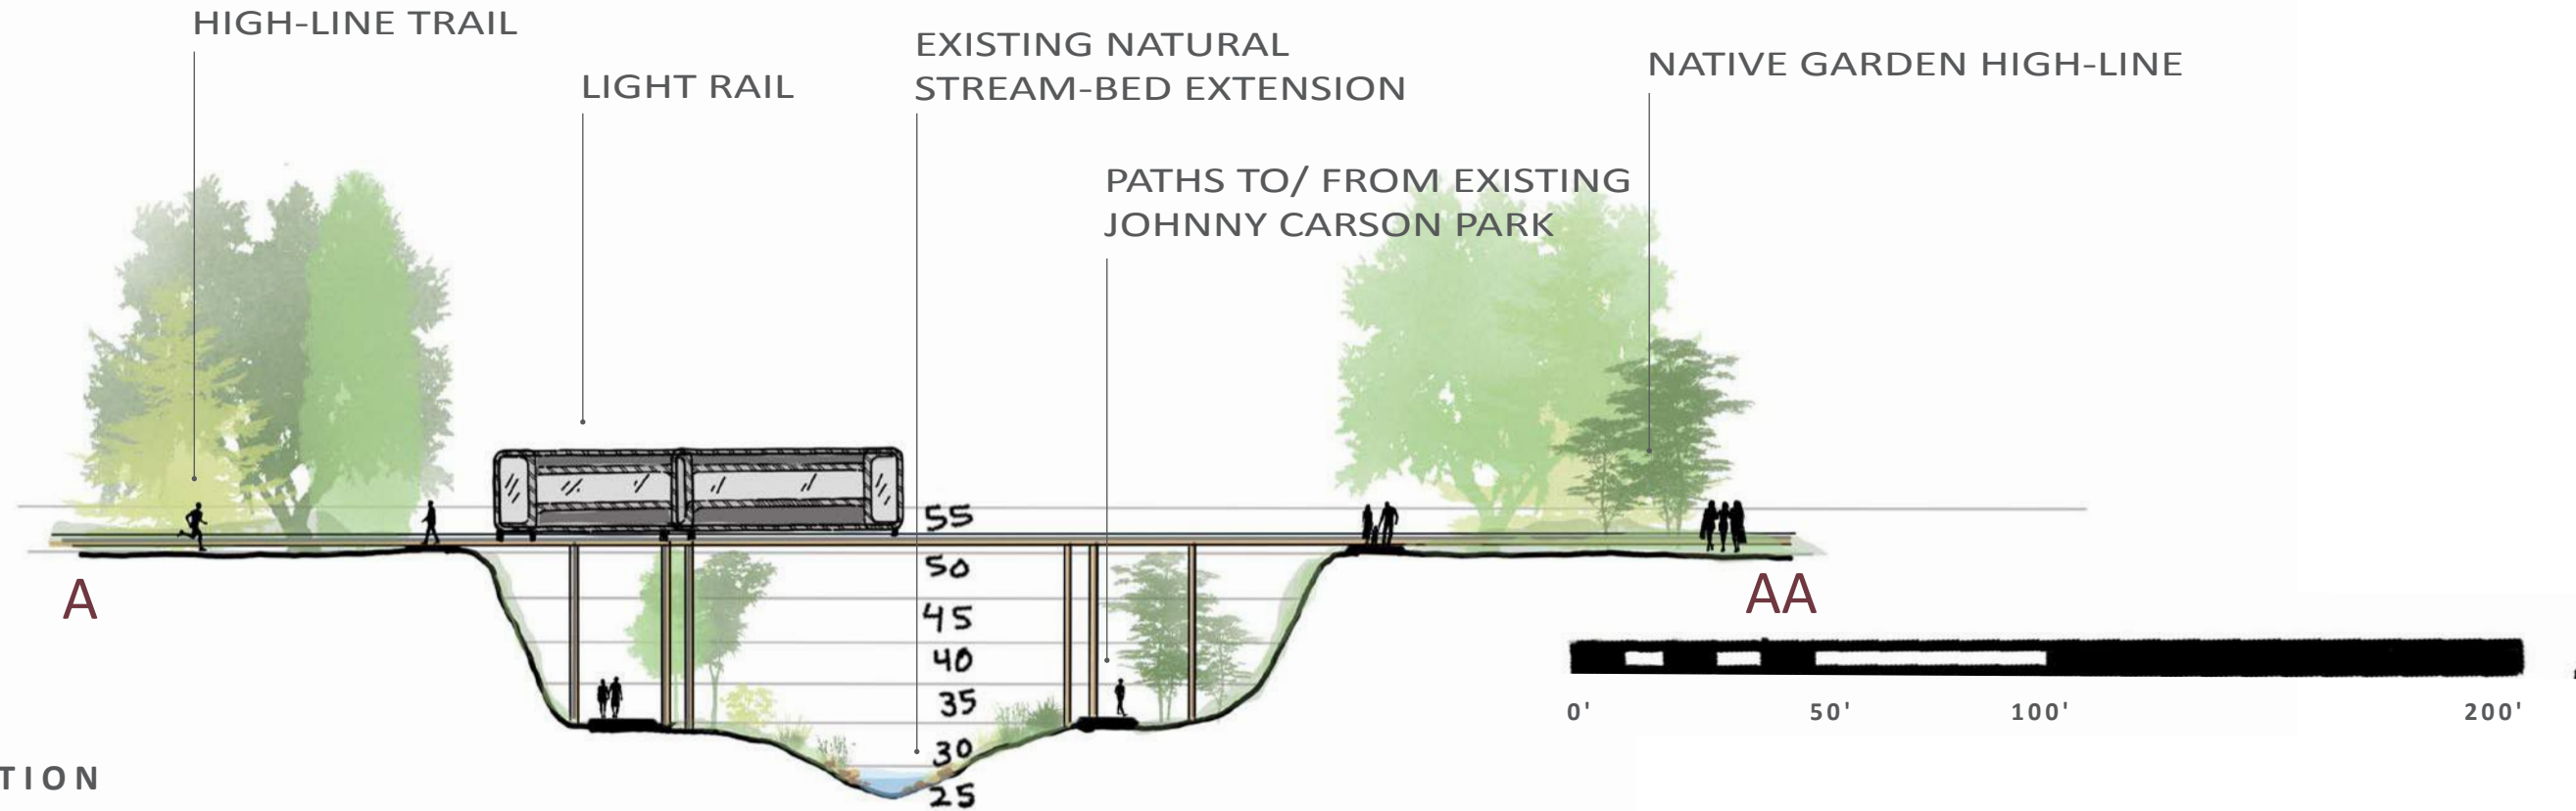 HIGH-LINE TRAIL
LIGHT RAIL
EXISTING NATURAL
STREAM-BED EXTENSION
NATIVE GARDEN HIGH-LINE
PATHS TO/ FROM EXISTING
JOHNNY CARSON PARK
55
50
45
40
35
30
25
A
AA
0' 50' 100' 200'
TION